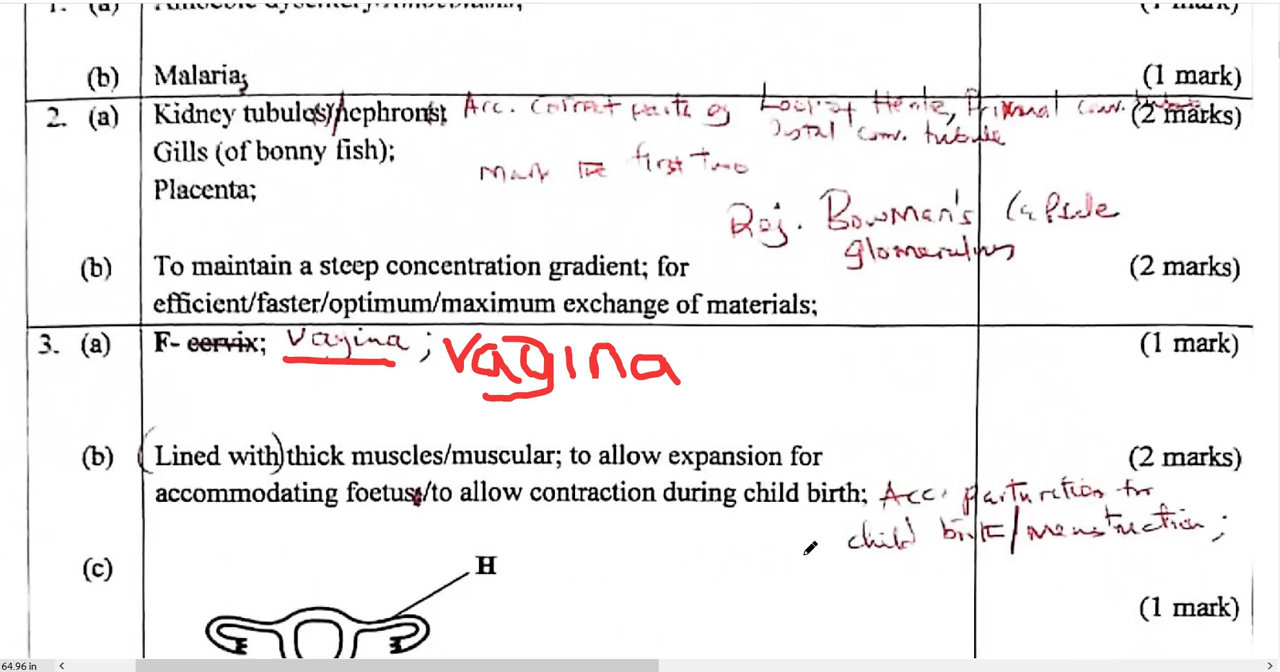 1. (a) Amoebic dysentery/Amoebiasis; (1 mark)
(b) Malaria; (1 mark)
2. (a) Kidney tubule(s)/nephron(s); Acc. Correct parts of Loop of Henle, Proximal conv. tubule (2 marks)
Distal conv. tubule
Gills (of bonny fish);
Mark the first Two
Placenta;
Rej. Bowman's Capsule
glomerulus
(b) To maintain a steep concentration gradient; for (2 marks)
efficient/faster/optimum/maximum exchange of materials;
3. (a) F- cervix; Vagina; vagina (1 mark)
(b) (Lined with) thick muscles/muscular; to allow expansion for (2 marks)
accommodating foetus/to allow contraction during child birth; Acc. parturition for
child birth/menstruction;
(c) H
(1 mark)
64.96 in